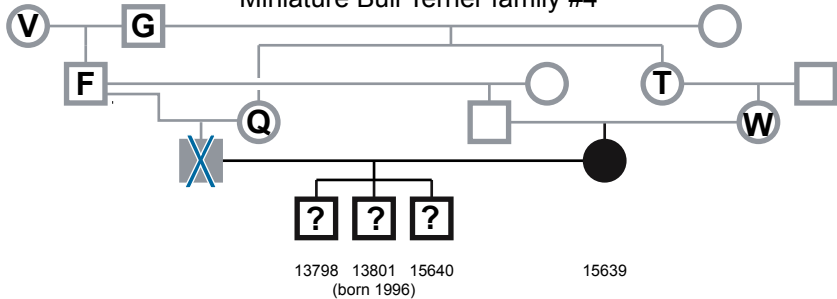 Miniature Bull Terrier family #4
V G
F T
Q W
X
? ? ?
13798 13801 15640 15639
(born 1996)